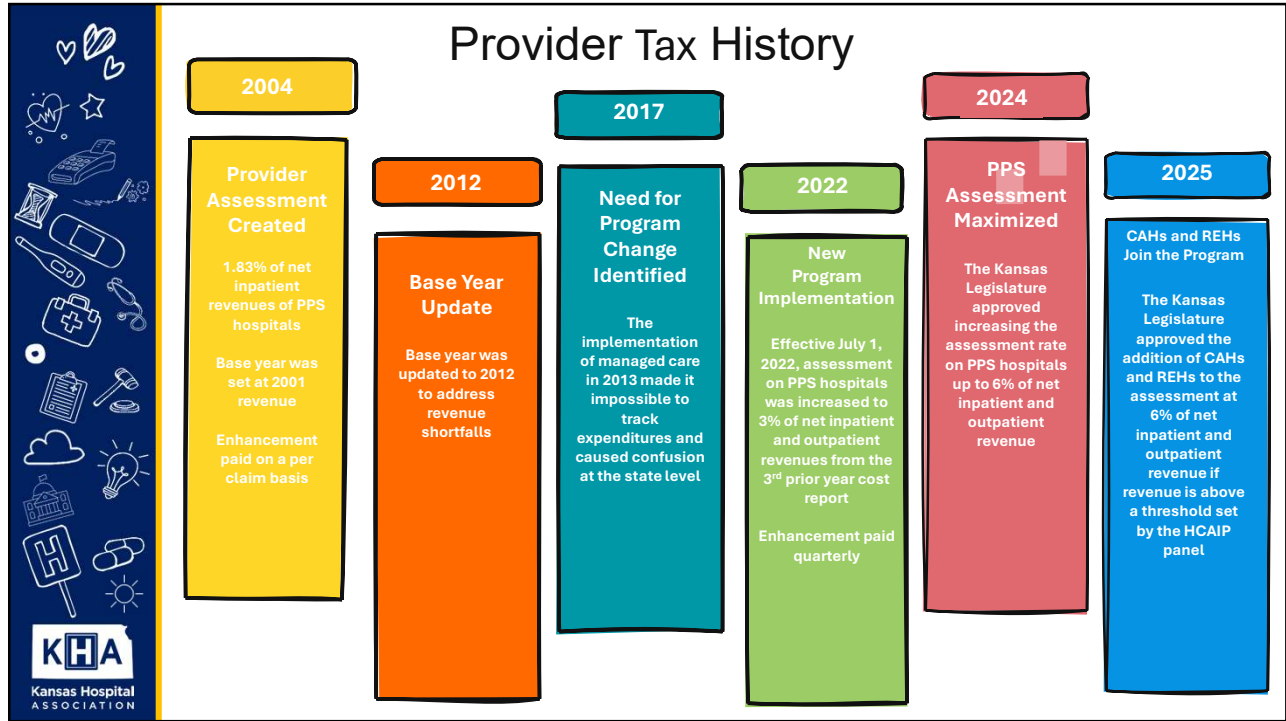 Provider Tax History
2004
Provider
Assessment
Created
1.83% of net
inpatient
revenues of PPS
hospitals
Base year was
set at 2001
revenue
Enhancement
paid on a per
claim basis
2012
Base Year
Update
Base year was
updated to 2012
to address
revenue
shortfalls
2017
Need for
Program
Change
Identified
The
implementation
of managed care
in 2013 made it
impossible to
track
expenditures and
caused confusion
at the state level
2022
New
Program
Implementation
Effective July 1,
2022, assessment
on PPS hospitals
was increased to
3% of net inpatient
and outpatient
revenues from the
3rd prior year cost
report
Enhancement paid
quarterly
2024
PPS
Assessment
Maximized
The Kansas
Legislature
approved
increasing the
assessment rate
on PPS hospitals
up to 6% of net
inpatient and
outpatient
revenue
2025
CAHs and REHs
Join the Program
The Kansas
Legislature
approved the
addition of CAHs
and REHs to the
assessment at
6% of net
inpatient and
outpatient
revenue if
revenue is above
a threshold set
by the HCAIP
panel
H
KHA
Kansas Hospital
ASSOCIATION